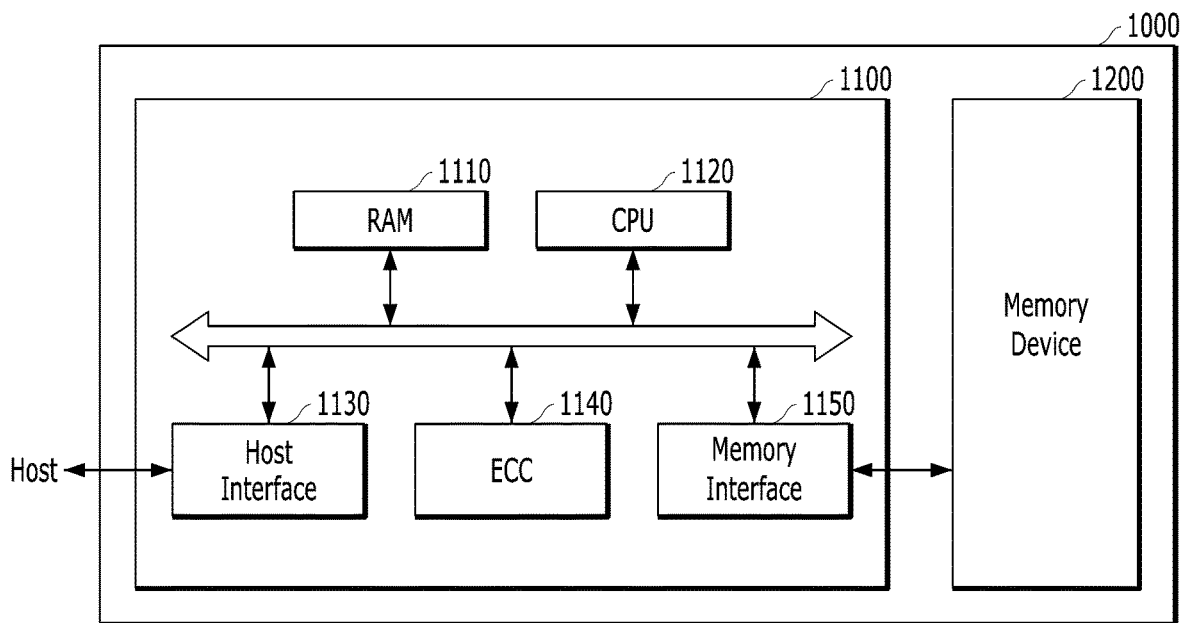 1000
1100
1200
1110
1120
RAM
CPU
Memory
Device
1130
1140
1150
Host
Host
Interface
ECC
Memory
Interface